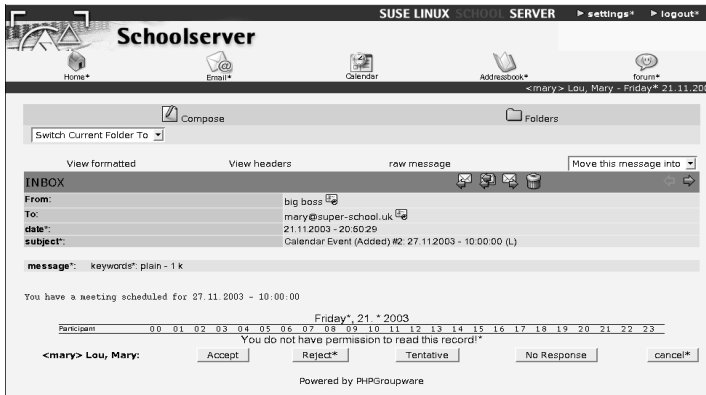 SUSE LINUX SCHOOL SERVER ► settings* ► logout*
Schoolserver
Home* Email* Calendar Addressbook* forum*
<mary> Lou, Mary - Friday* 21.11.200
Compose Folders
Switch Current Folder To
View formatted View headers raw message Move this message into
INBOX
From: big boss
To: mary@super-school.uk
date*: 21.11.2003 - 20:50:29
subject*: Calendar Event (Added) #2: 27.11.2003 - 10:00:00 (L)
message*: keywords*: plain - 1 k
You have a meeting scheduled for 27.11.2003 - 10:00:00
Friday*, 21. * 2003
Participant 00 01 02 03 04 05 06 07 08 09 10 11 12 13 14 15 16 17 18 19 20 21 22 23
You do not have permission to read this record!*
<mary> Lou, Mary: Accept Reject* Tentative No Response cancel*
Powered by PHPGroupware